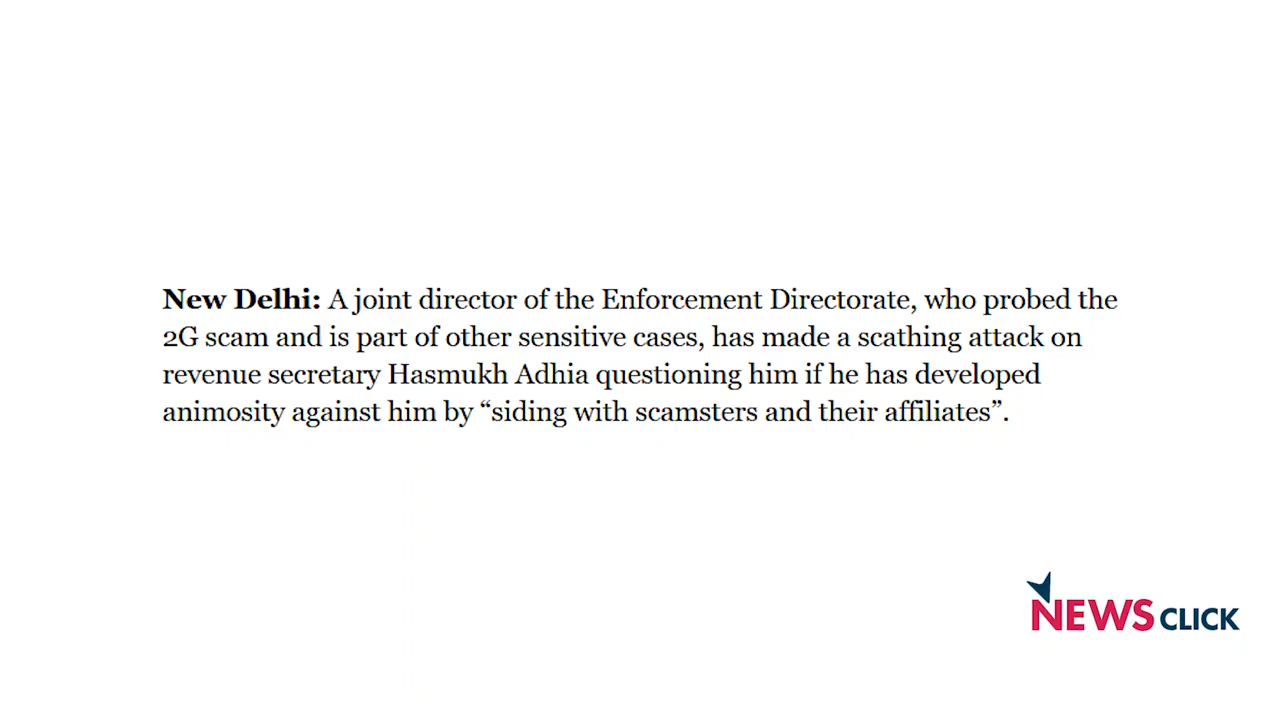 New Delhi: A joint director of the Enforcement Directorate, who probed the
2G scam and is part of other sensitive cases, has made a scathing attack on
revenue secretary Hasmukh Adhia questioning him if he has developed
animosity against him by “siding with scamsters and their affiliates”.
NEWSCLICK